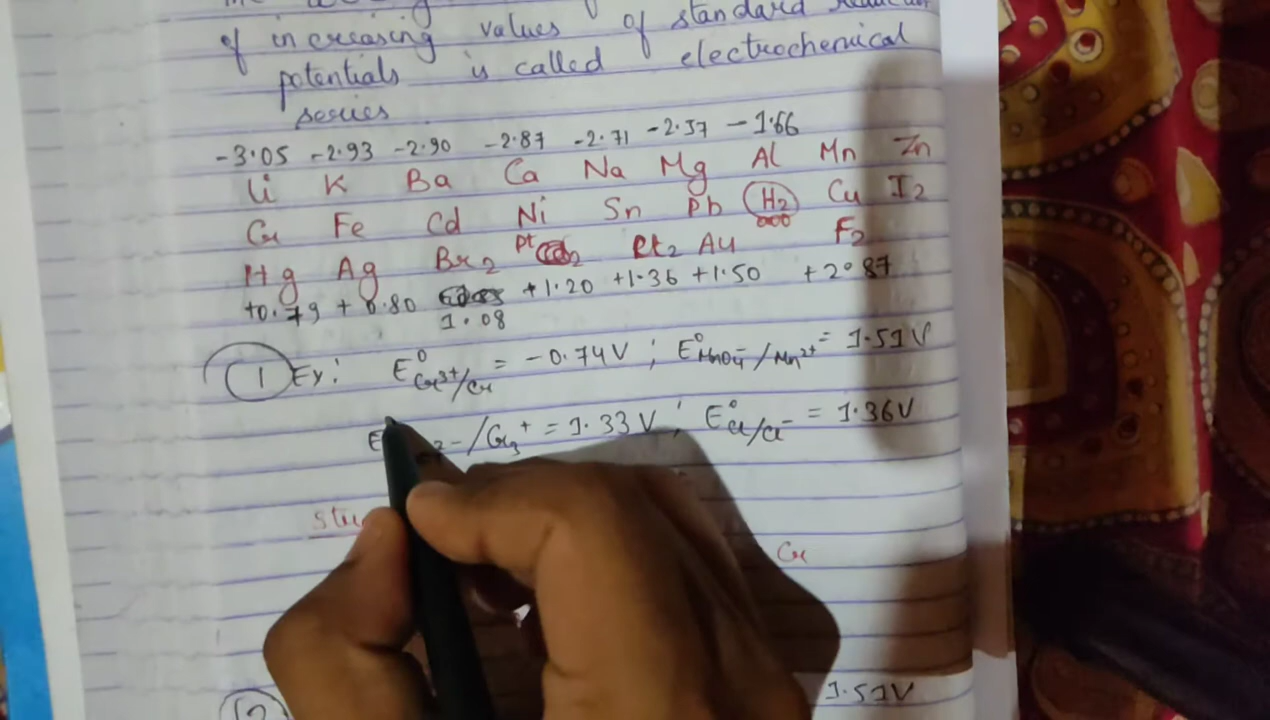 of increasing values of standard
potentials is called electrochemical
series
-3.05 -2.93 -2.90 -2.87 -2.71 -2.37 -1.66
Li K Ba Ca Na Mg Al Mn Zn
Cr Fe Cd Ni Sn Pb H2 Cu I2
Hg Ag Br2 Pt Au F2
+0.79 +0.80 1.08 +1.20 +1.36 +1.50 +2.87
1 Ex: E°Cr³⁺/Cr = -0.74V ; E°MnO4⁻/Mn²⁺ = 1.51V
/Cr3⁺ = 1.33V ; E°Cl/Cl⁻ = 1.36V
Cr
1.51V
2